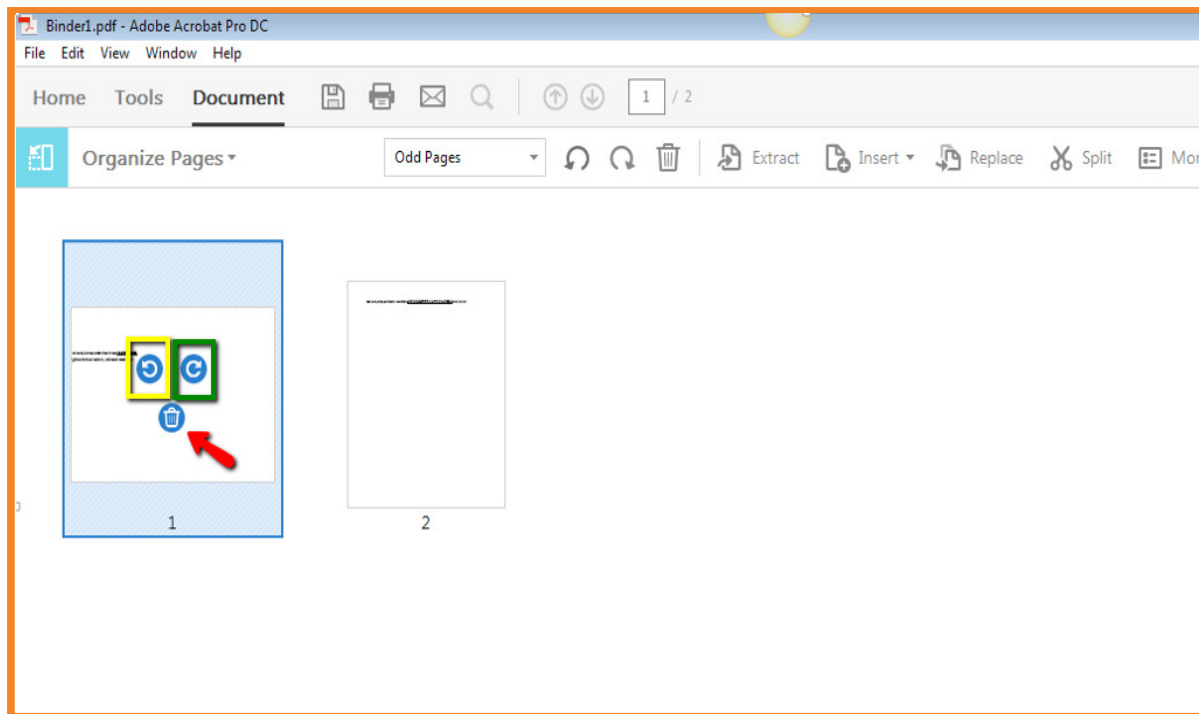 Binder1.pdf - Adobe Acrobat Pro DC
File Edit View Window Help
Home Tools Document 1 / 2
Organize Pages Odd Pages Extract Insert Replace Split Mor
1 2